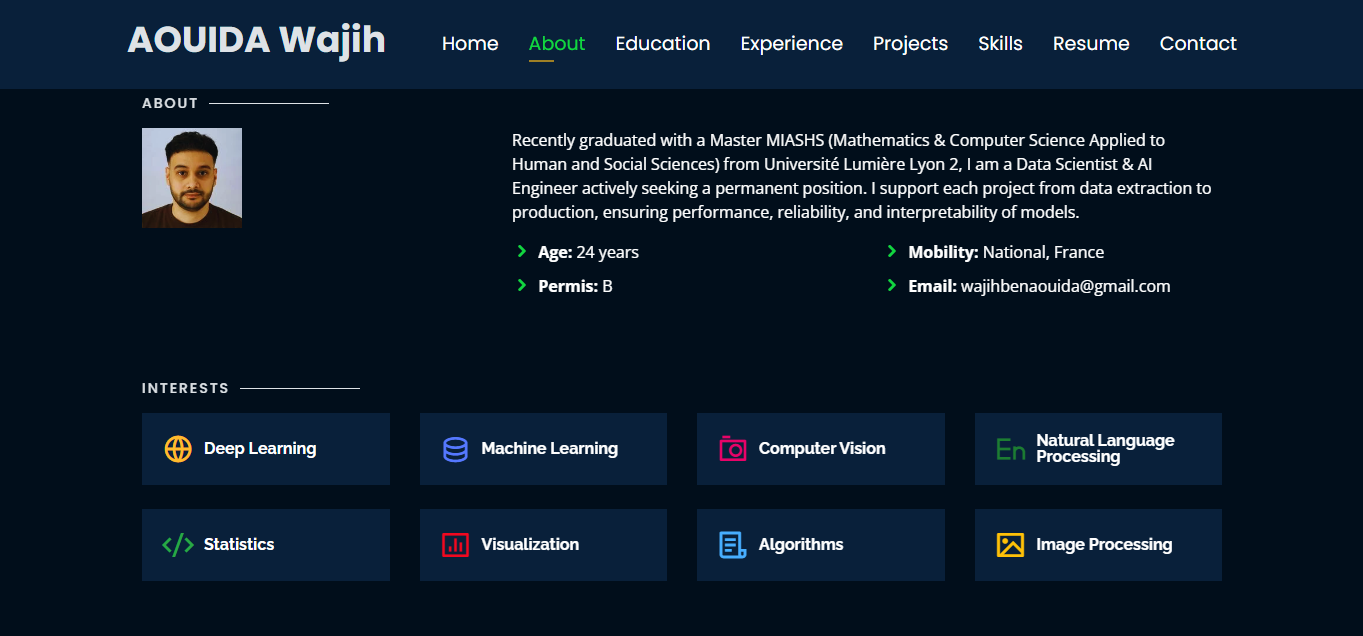 AOUIDA Wajih
Home About Education Experience Projects Skills Resume Contact
ABOUT
Recently graduated with a Master MIASHS (Mathematics & Computer Science Applied to
Human and Social Sciences) from Université Lumière Lyon 2, I am a Data Scientist & AI
Engineer actively seeking a permanent position. I support each project from data extraction to
production, ensuring performance, reliability, and interpretability of models.
Age: 24 years
Mobility: National, France
Permis: B
Email: wajihbenaouida@gmail.com
INTERESTS
Deep Learning
Machine Learning
Computer Vision
En
Natural Language
Processing
Statistics
Visualization
Algorithms
Image Processing